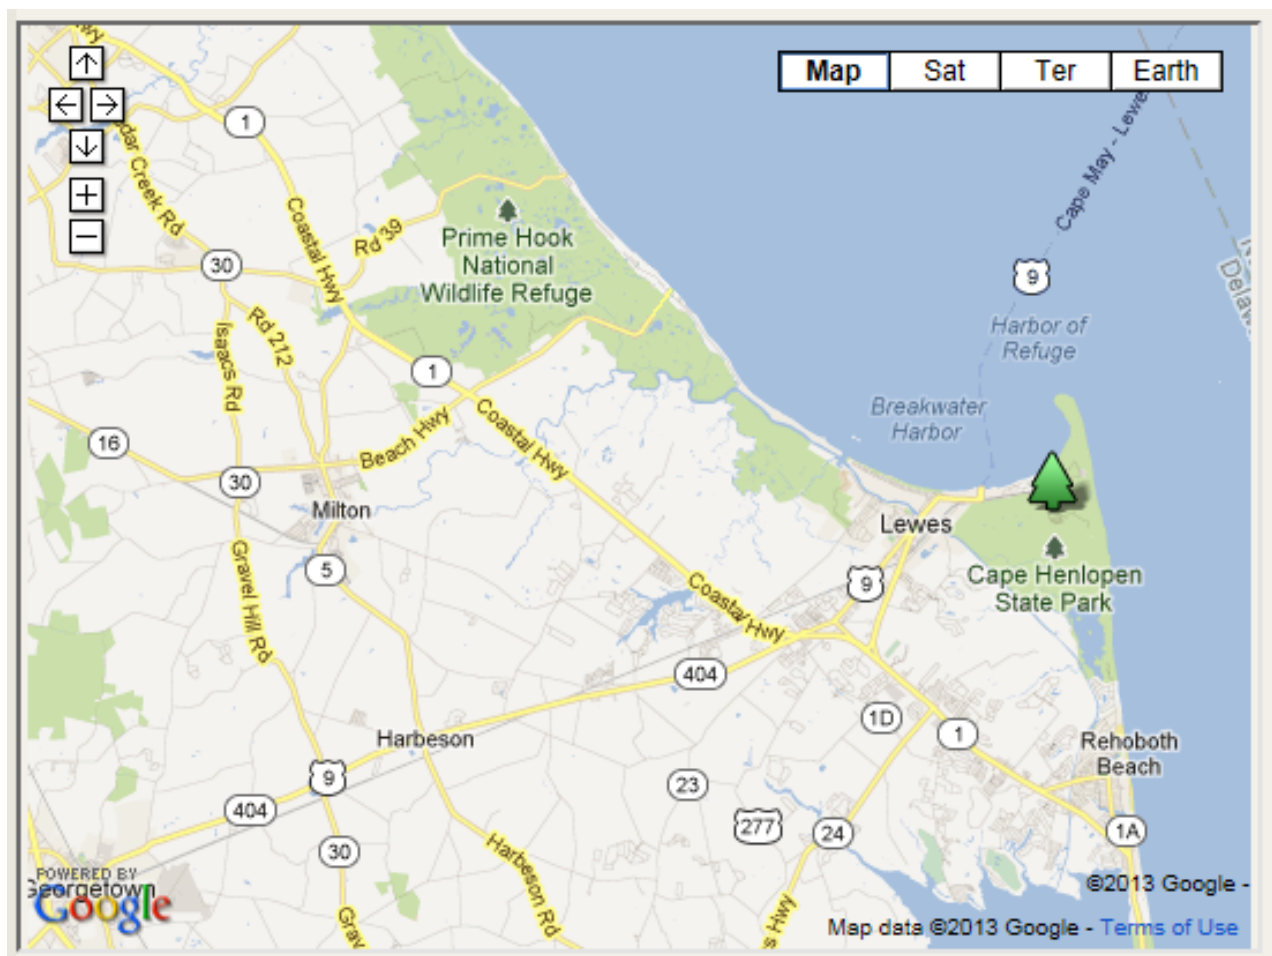 Map
Sat
Ter
Earth
1
dar Creek Rd
Coastal Hwy
Rd 39
Prime Hook
National
Wildlife Refuge
30
Cape May - Lewe
9
Harbor of
Refuge
Isaacs Rd
Rd 212
1
Breakwater
Harbor
16
Beach Hwy
Coastal Hwy
30
Milton
Lewes
5
9
Cape Henlopen
State Park
Gravel Hill Rd
Coastal Hwy
404
1D
1
Harbeson
Rehoboth
Beach
9
23
404
277
24
1A
30
Harbeson Rd
POWERED BY
Georgetown
Google
©2013 Google -
Map data ©2013 Google - Terms of Use